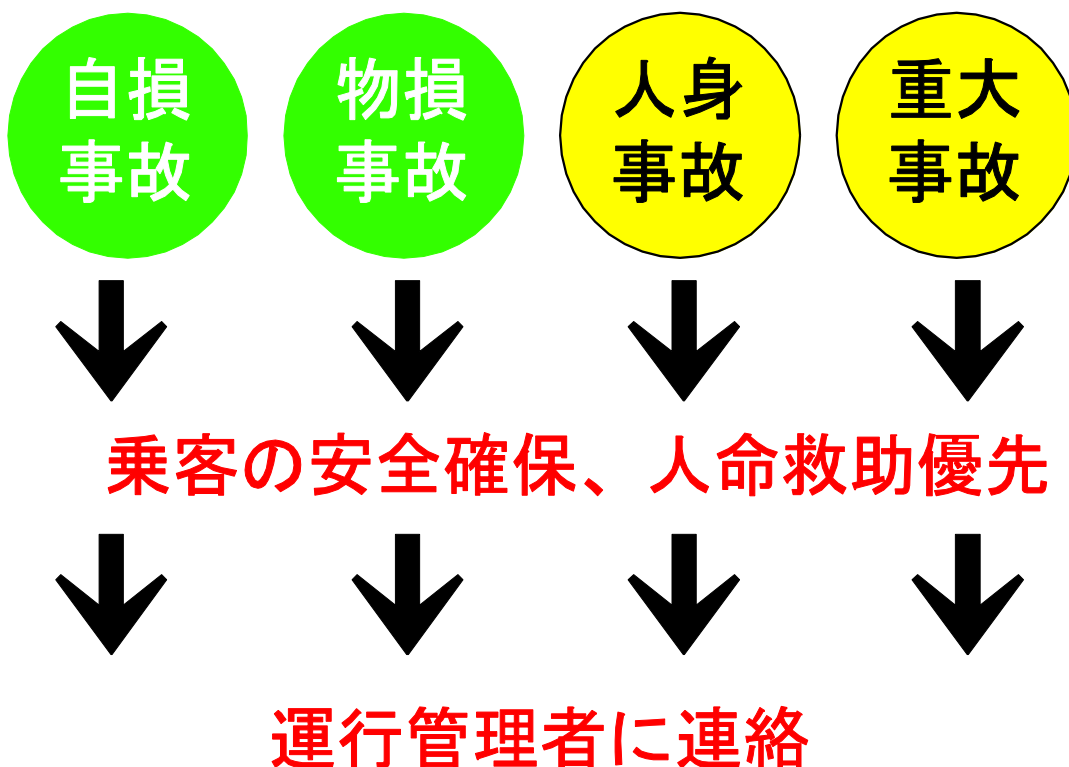 自損
事故
物損
事故
人身
事故
重大
事故
乗客の安全確保、人命救助優先
運行管理者に連絡